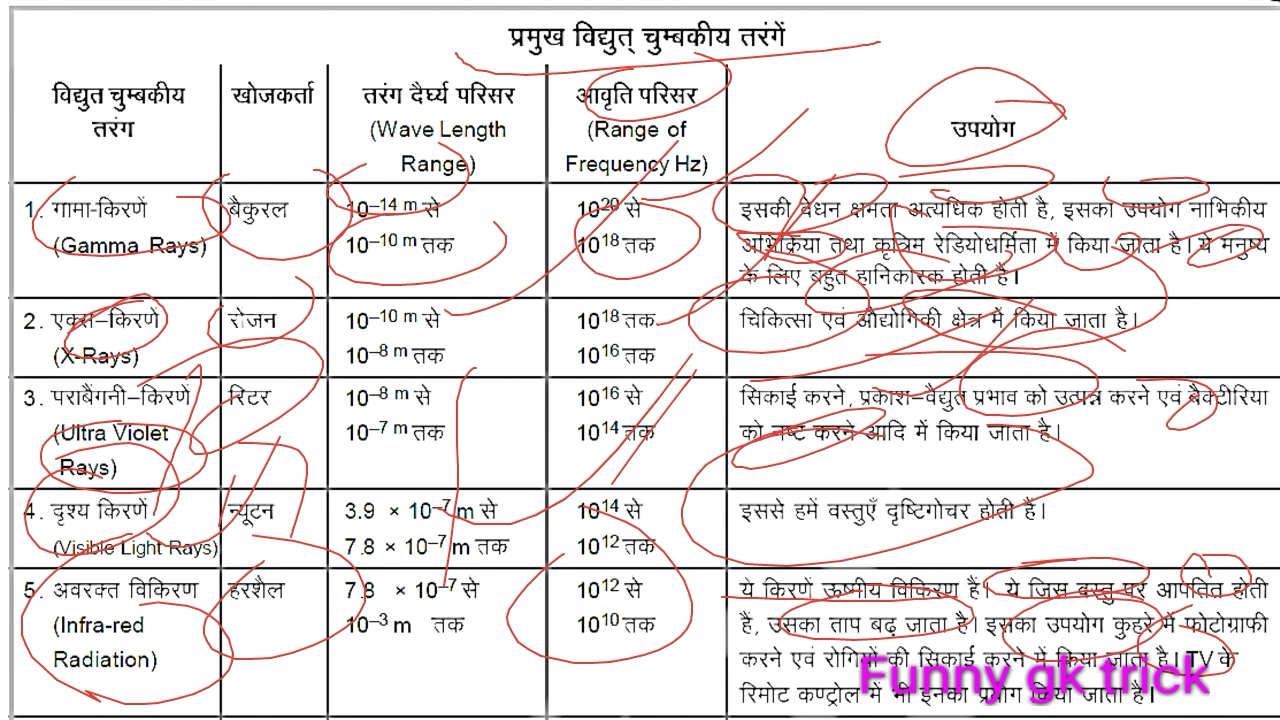 प्रमुख विद्युत् चुम्बकीय तरंगें
विद्युत चुम्बकीय तरंग
खोजकर्ता
तरंग दैर्घ्य परिसर (Wave Length Range)
आवृति परिसर (Range of Frequency Hz)
उपयोग
1. गामा-किरणें (Gamma Rays)
बैकुरल
10⁻¹⁴ m से
10⁻¹⁰ m तक
10²⁰ से
10¹⁸ तक
इसकी वेधन क्षमता अत्यधिक होती है, इसका उपयोग नाभिकीय
अभिक्रिया तथा कृत्रिम रेडियोधर्मिता में किया जाता है। ये मनुष्य
के लिए बहुत हानिकारक होती है।
2. एक्स–किरणें (X-Rays)
रोजन
10⁻¹⁰ m से
10⁻⁸ m तक
10¹⁸ तक
10¹⁶ तक
चिकित्सा एवं औद्योगिकी क्षेत्र में किया जाता है।
3. पराबैंगनी–किरणें (Ultra Violet Rays)
रिटर
10⁻⁸ m से
10⁻⁷ m तक
10¹⁶ से
10¹⁴ तक
सिकाई करने, प्रकाश–वैद्युत प्रभाव को उत्पन्न करने एवं बैक्टीरिया
को नष्ट करने आदि में किया जाता है।
4. दृश्य किरणें (Visible Light Rays)
न्यूटन
3.9 × 10⁻⁷ m से
7.8 × 10⁻⁷ m तक
10¹⁴ से
10¹² तक
इससे हमें वस्तुएँ दृष्टिगोचर होती हैं।
5. अवरक्त विकिरण (Infra-red Radiation)
हरशैल
7.8 × 10⁻⁷ से
10⁻³ m तक
10¹² से
10¹⁰ तक
ये किरणें ऊष्मीय विकिरण हैं। ये जिस वस्तु पर आपतित होती
हैं, उसका ताप बढ़ जाता है। इसका उपयोग कुहरे में फोटोग्राफी
करने एवं रोगियों की सिकाई करने में किया जाता है। TV के
रिमोट कण्ट्रोल में भी इनका प्रयोग किया जाता है।
Funny gk trick